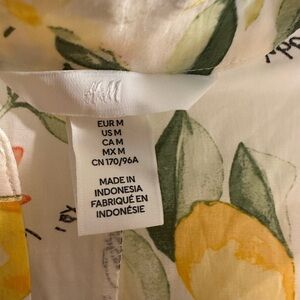 H&M
EUR M
US M
CA M
MX M
CN 170/96A
MADE IN
INDONESIA
FABRIQUÉ EN
INDONÉSIE